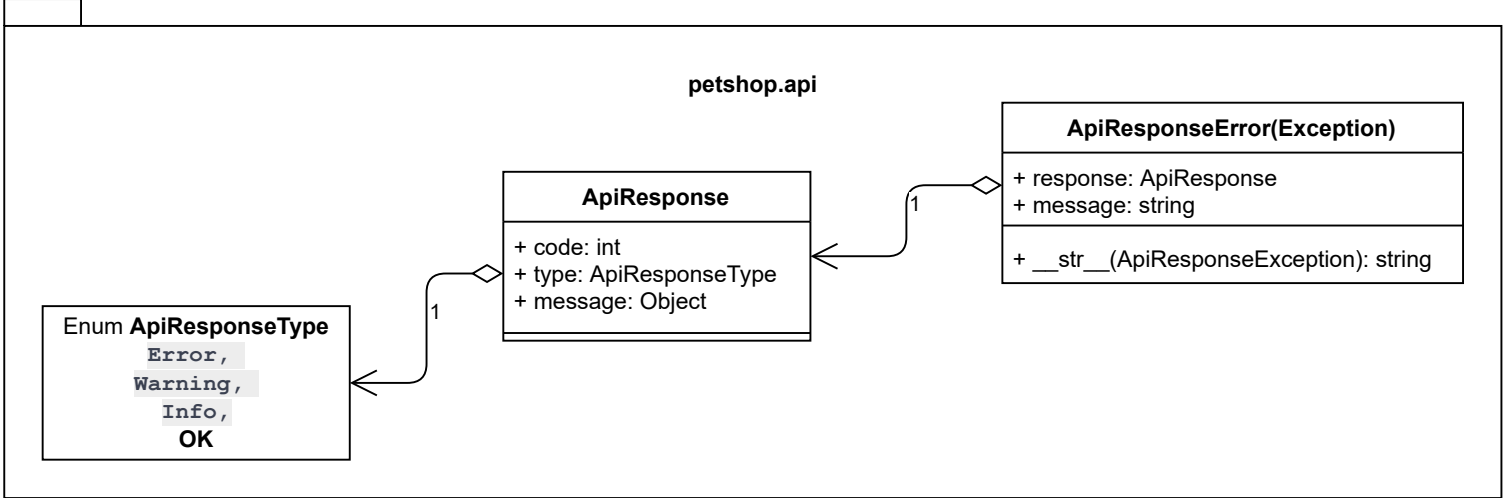 petshop.api
ApiResponseError(Exception)
+ response: ApiResponse
+ message: string
+ __str__(ApiResponseException): string
1
ApiResponse
+ code: int
+ type: ApiResponseType
+ message: Object
1
Enum ApiResponseType
Error,
Warning,
Info,
OK